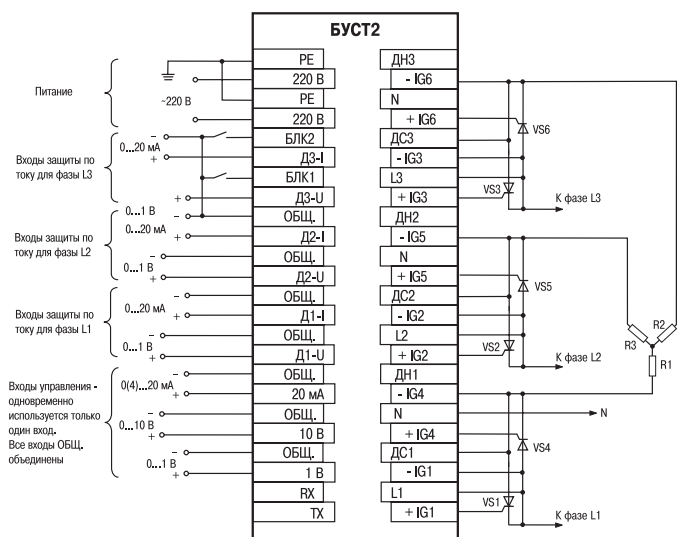 БУСТ2
PE
220 В
PE
220 В
БЛК2
Д3-I
БЛК1
Д3-U
ОБЩ.
Д2-I
ОБЩ.
Д2-U
ОБЩ.
Д1-I
ОБЩ.
Д1-U
ОБЩ.
20 мА
ОБЩ.
10 В
ОБЩ.
1 В
RX
TX
ДН3
- IG6
N
+ IG6
ДС3
- IG3
L3
+ IG3
ДН2
- IG5
N
+ IG5
ДС2
- IG2
L2
+ IG2
ДН1
- IG4
N
+ IG4
ДС1
- IG1
L1
+ IG1
Питание
~220 В
Входы защиты по
току для фазы L3
− 0...20 мА +
+
0...1 В −
Входы защиты по
току для фазы L2
0...20 мА +
−
0...1 В +
Входы защиты по
току для фазы L1
−
0...20 мА +
−
0...1 В +
Входы управления -
одновременно
используется только
один вход.
Все входы ОБЩ.
объединены
−
0(4)...20 мА +
−
0...10 В +
−
0...1 В +
VS6
VS3
К фазе L3
VS5
VS2
К фазе L2
R3
R2
R1
N
VS4
VS1
К фазе L1